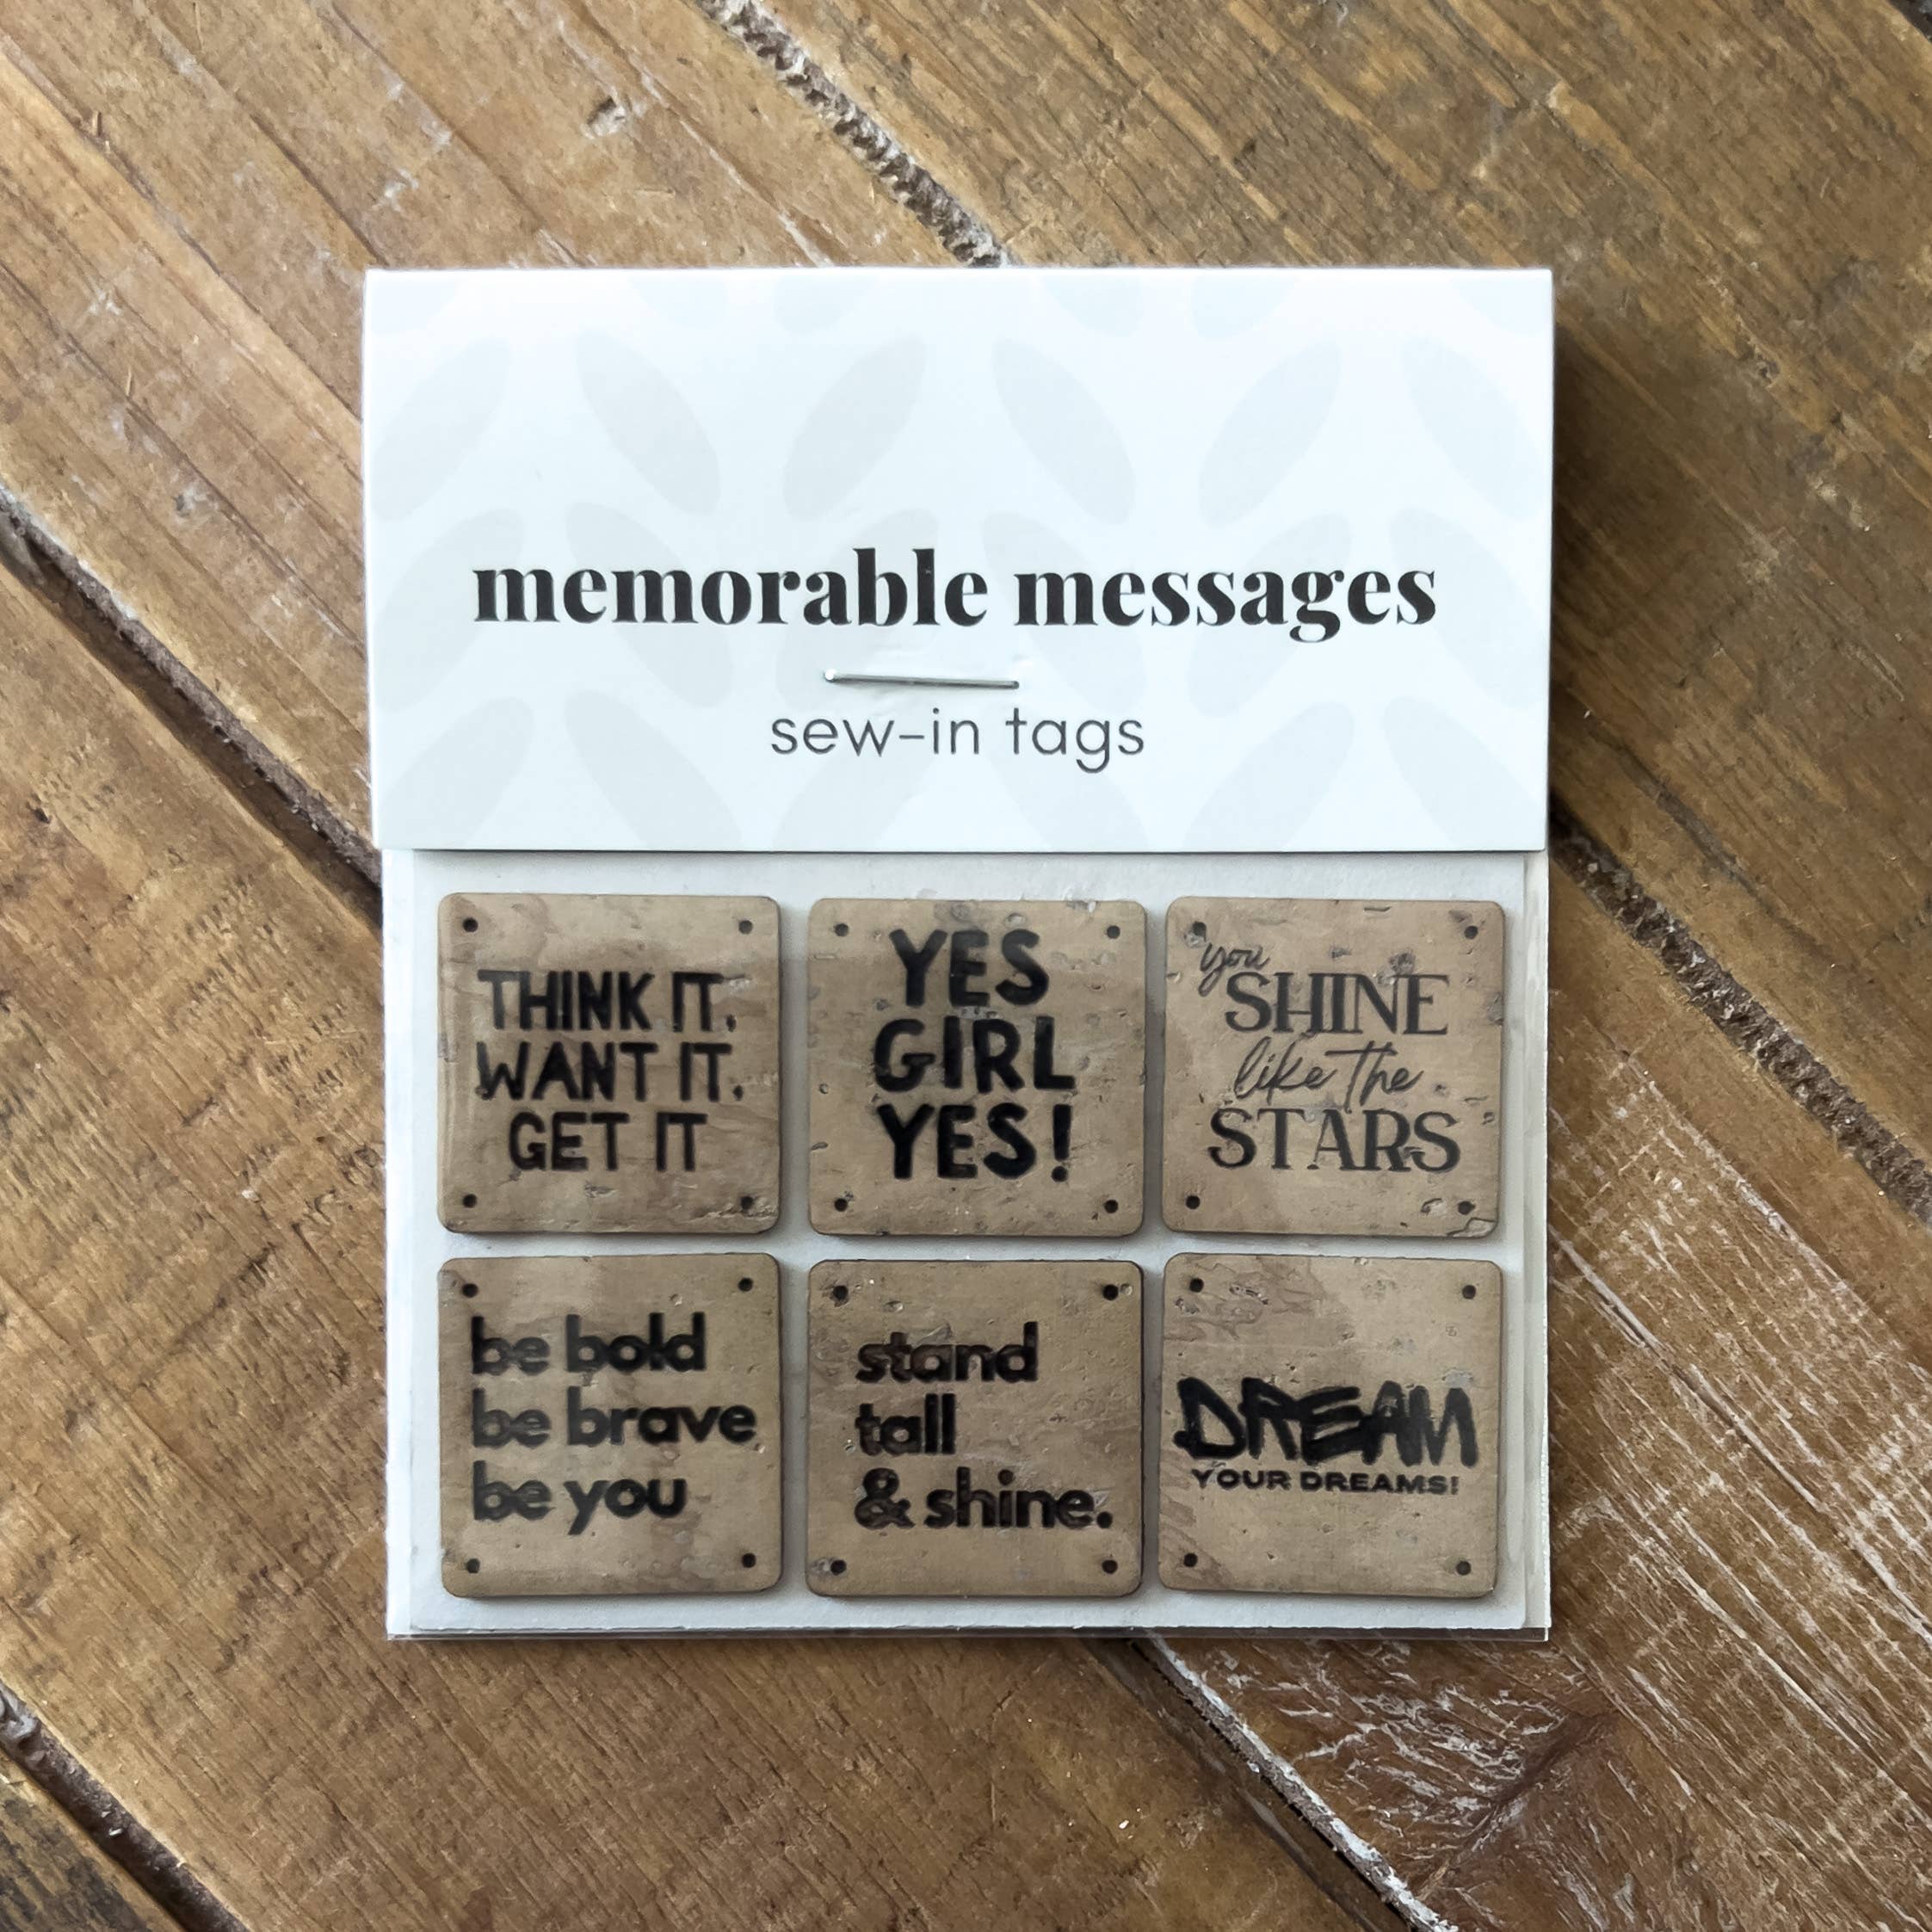 memorable messages
sew-in tags
THINK IT.
WANT IT.
GET IT
YES
GIRL
YES!
you
SHINE
like the
STARS
be bold
be brave
be you
stand
tall
& shine.
DREAM
YOUR DREAMS!